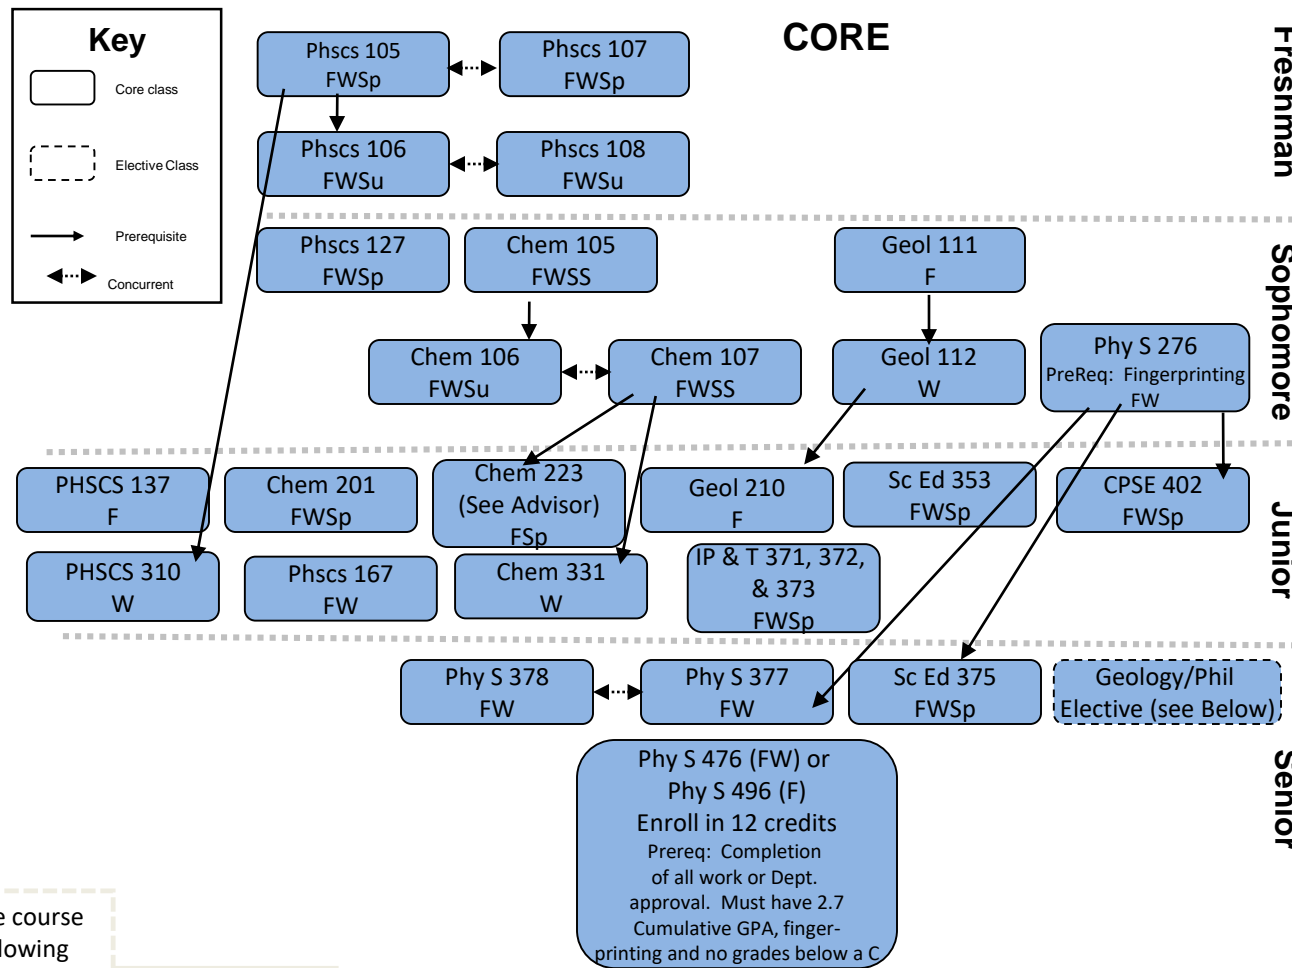 Key
Core class
Elective Class
Prerequisite
Concurrent
CORE
Freshman
Phscs 105
FWSp
Phscs 107
FWSp
Phscs 106
FWSu
Phscs 108
FWSu
Sophomore
Phscs 127
FWSp
Chem 105
FWSS
Geol 111
F
Chem 106
FWSu
Chem 107
FWSS
Geol 112
W
Phy S 276
PreReq: Fingerprinting
FW
Junior
PHSCS 137
F
Chem 201
FWSp
Chem 223
(See Advisor)
FSp
Geol 210
F
Sc Ed 353
FWSp
CPSE 402
FWSp
PHSCS 310
W
Phscs 167
FW
Chem 331
W
IP & T 371, 372,
& 373
FWSp
Senior
Phy S 378
FW
Phy S 377
FW
Sc Ed 375
FWSp
Geology/Phil
Elective (see Below)
Phy S 476 (FW) or
Phy S 496 (F)
Enroll in 12 credits
Prereq: Completion
of all work or Dept.
approval. Must have 2.7
Cumulative GPA, finger-
printing and no grades below a C
e course
lowing